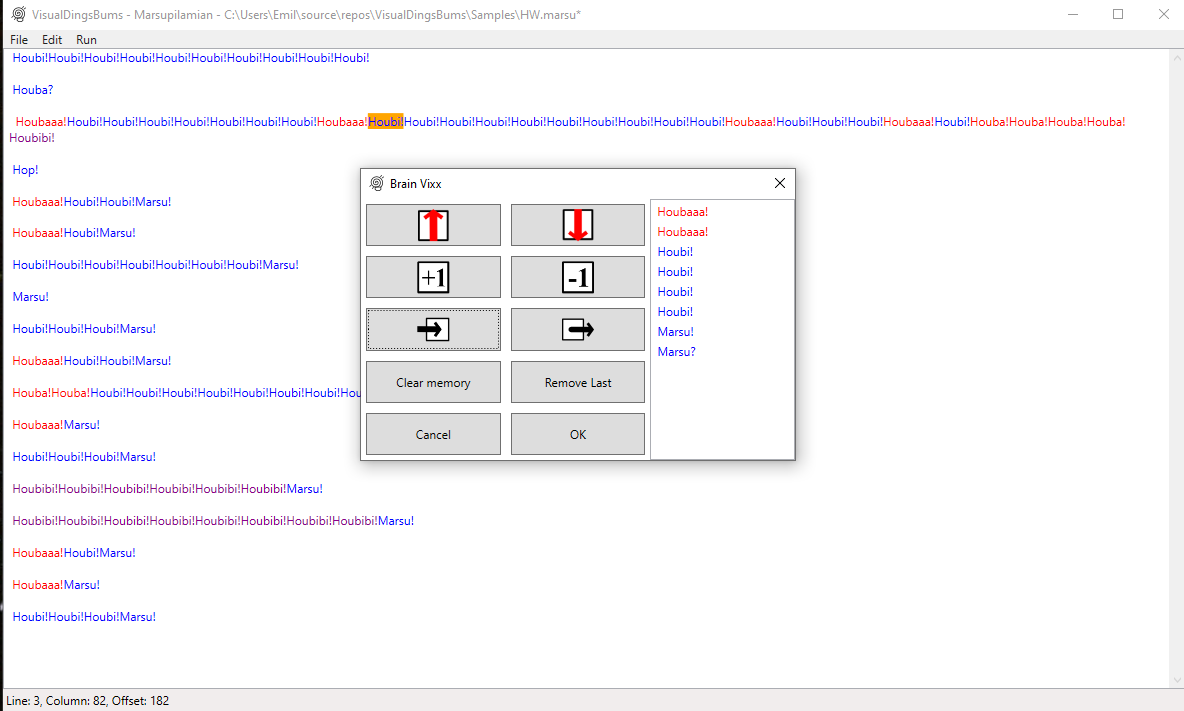 VisualDingsBums - Marsupilamian - C:\Users\Emil\source\repos\VisualDingsBums\Samples\HW.marsu*
File Edit Run
Houbi!Houbi!Houbi!Houbi!Houbi!Houbi!Houbi!Houbi!Houbi!Houbi!
Houba?
Houbaaa!Houbi!Houbi!Houbi!Houbi!Houbi!Houbi!Houbi!Houbaaa!Houbi!Houbi!Houbi!Houbi!Houbi!Houbi!Houbi!Houbi!Houbi!Houbi!Houbaaa!Houbi!Houbi!Houbi!Houbaaa!Houbi!Houba!Houba!Houba!Houba!
Houbibi!
Hop!
Houbaaa!Houbi!Houbi!Marsu!
Houbaaa!Houbi!Marsu!
Houbi!Houbi!Houbi!Houbi!Houbi!Houbi!Houbi!Marsu!
Marsu!
Houbi!Houbi!Houbi!Marsu!
Houbaaa!Houbi!Houbi!Marsu!
Houba!Houba!Houbi!Houbi!Houbi!Houbi!Houbi!Houbi!Houbi!Hou
Houbaaa!Marsu!
Houbi!Houbi!Houbi!Marsu!
Houbibi!Houbibi!Houbibi!Houbibi!Houbibi!Houbibi!Marsu!
Houbibi!Houbibi!Houbibi!Houbibi!Houbibi!Houbibi!Houbibi!Houbibi!Marsu!
Houbaaa!Houbi!Marsu!
Houbaaa!Marsu!
Houbi!Houbi!Houbi!Marsu!
Brain Vixx
+1 -1
Clear memory Remove Last
Cancel OK
Houbaaa!
Houbaaa!
Houbi!
Houbi!
Houbi!
Houbi!
Marsu!
Marsu?
Line: 3, Column: 82, Offset: 182